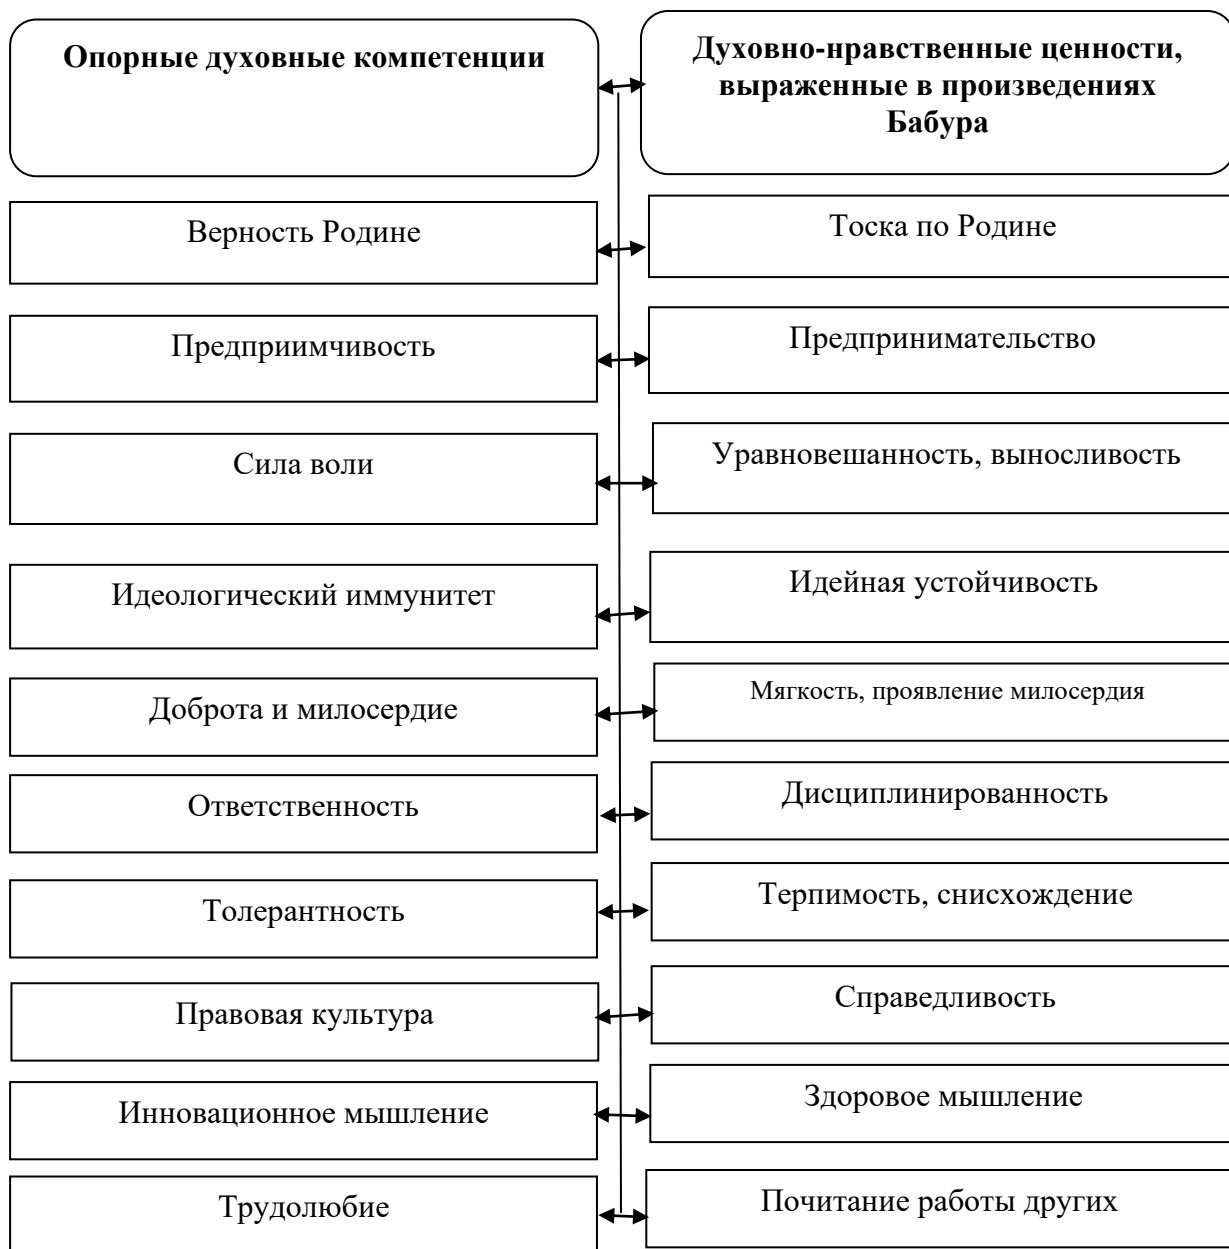 Опорные духовные компетенции
Духовно-нравственные ценности,
выраженные в произведениях
Бабура
Верность Родине
Тоска по Родине
Предприимчивость
Предпринимательство
Сила воли
Уравновешанность, выносливость
Идеологический иммунитет
Идейная устойчивость
Доброта и милосердие
Мягкость, проявление милосердия
Ответственность
Дисциплинированность
Толерантность
Терпимость, снисхождение
Правовая культура
Справедливость
Инновационное мышление
Здоровое мышление
Трудолюбие
Почитание работы других